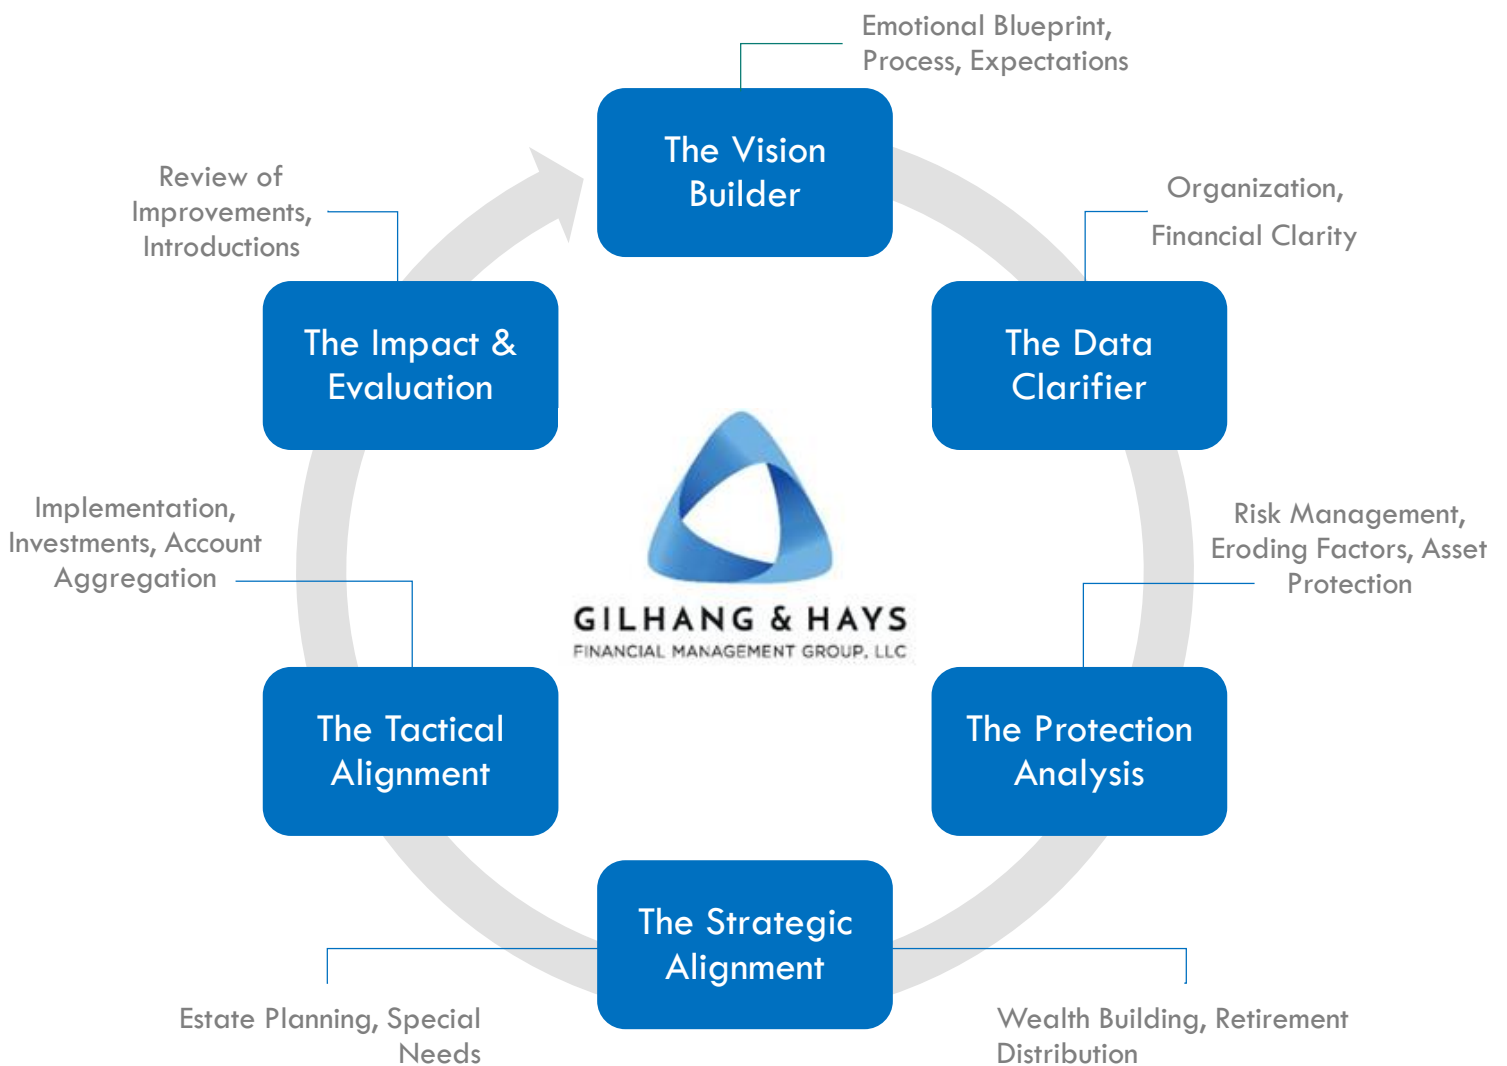 Emotional Blueprint,
Process, Expectations
The Vision
Builder
Organization,
Financial Clarity
The Data
Clarifier
Risk Management,
Eroding Factors, Asset
Protection
The Protection
Analysis
Wealth Building, Retirement
Distribution
The Strategic
Alignment
Estate Planning, Special
Needs
The Tactical
Alignment
Implementation,
Investments, Account
Aggregation
The Impact &
Evaluation
Review of
Improvements,
Introductions
GILHANG & HAYS
FINANCIAL MANAGEMENT GROUP, LLC